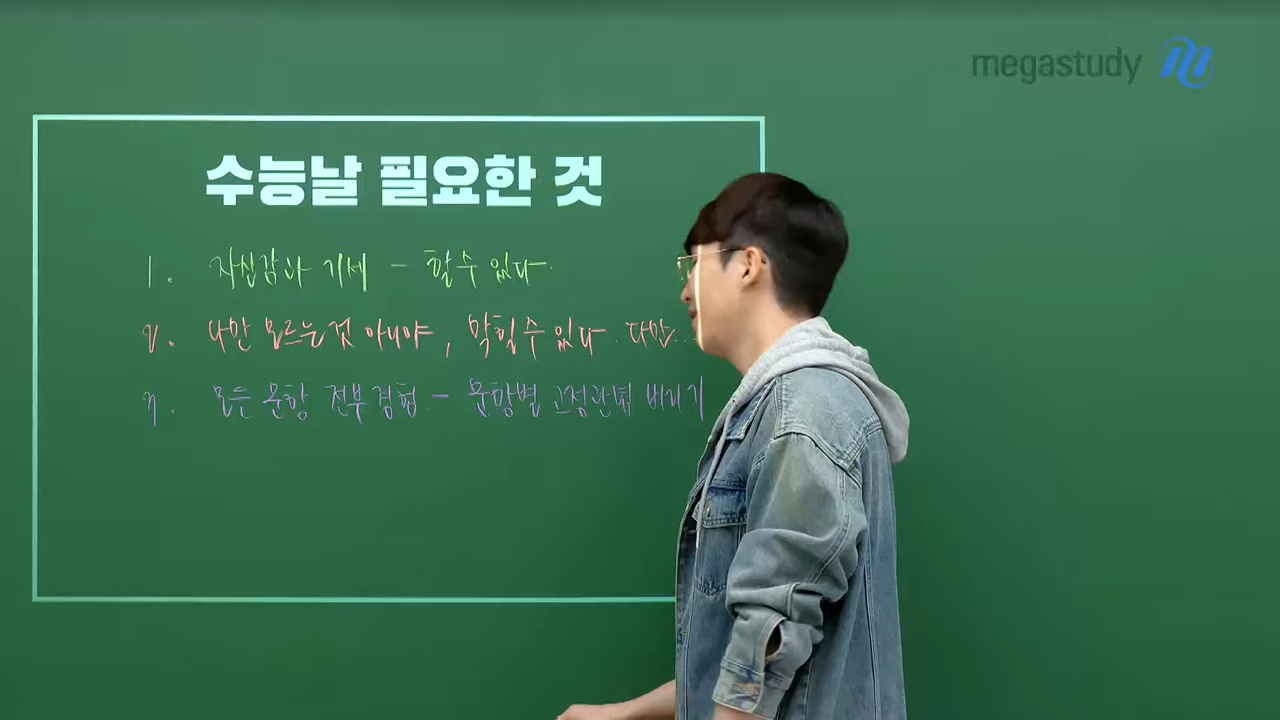 megastudy
수능날 필요한 것
1. 자신감과 기세 - 할 수 있다.
2. 나만 모르는 것 아니야, 막힐 수 있다. 다만...
3. 모든 문항 전부 경험 - 문항별 고정관념 버리기